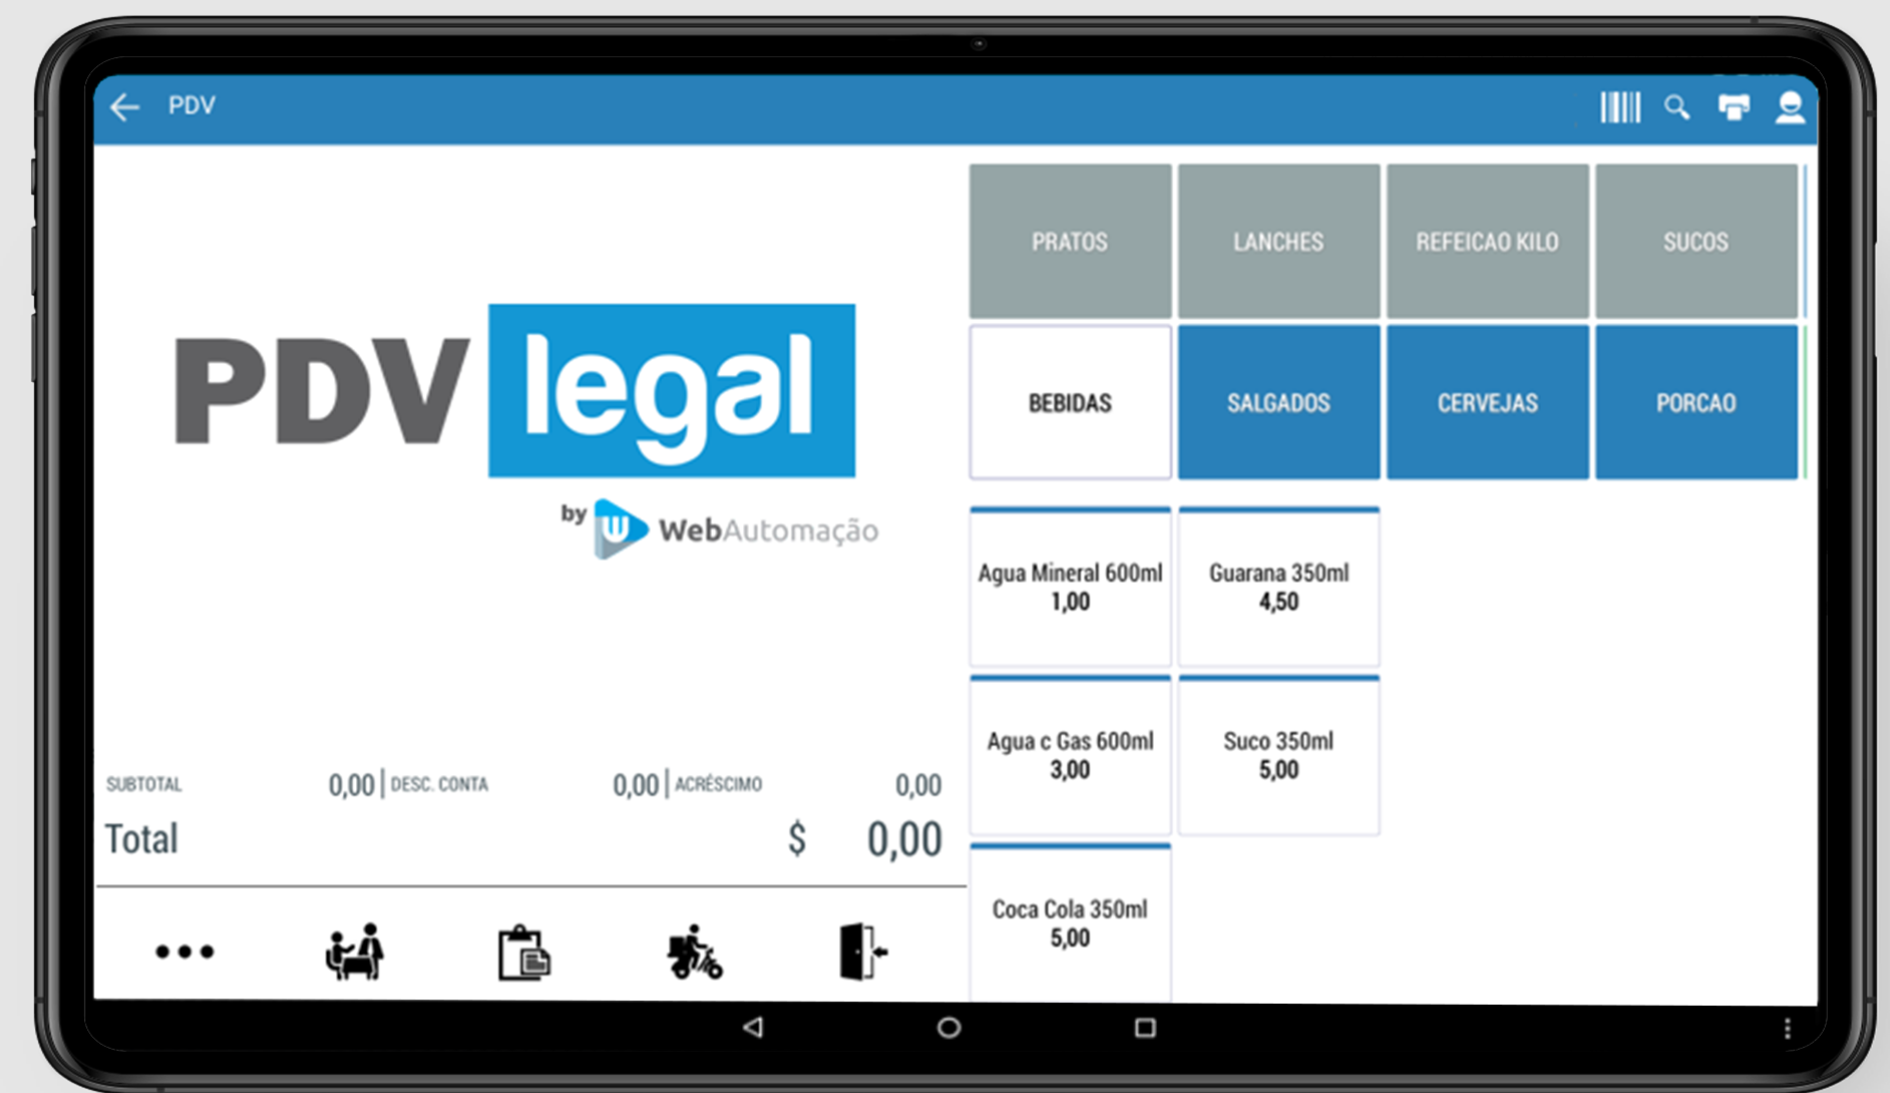 PDV
PRATOS
LANCHES
REFEICAO KILO
SUCOS
BEBIDAS
SALGADOS
CERVEJAS
PORCAO
PDV legal
by W WebAutomação
Agua Mineral 600ml
1,00
Guarana 350ml
4,50
Agua c Gas 600ml
3,00
Suco 350ml
5,00
Coca Cola 350ml
5,00
SUBTOTAL 0,00 | DESC. CONTA 0,00 | ACRÉSCIMO 0,00
Total $ 0,00